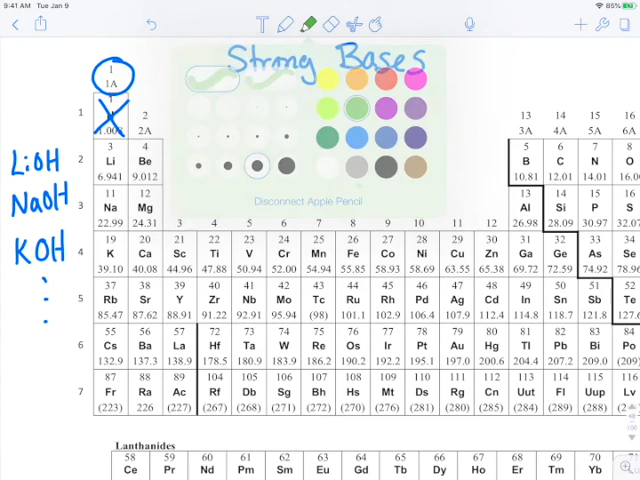 9:41 AM Tue Jan 9
85%
Strong Bases
Disconnect Apple Pencil
1
1A
1
1.008
2
2A
13 14 15 16
3A 4A 5A 6A
3 4 5 6 7 8
1
2 Li Be B C N O
6.941 9.012 10.81 12.01 14.01 16.00
LiOH
NaOH
KOH
11 12 13 14 15 16
3 Na Mg Al Si P S
22.99 24.31 3 4 5 6 7 8 9 10 11 12 26.98 28.09 30.97 32.07
19 20 21 22 23 24 25 26 27 28 29 30 31 32 33 34
4 K Ca Sc Ti V Cr Mn Fe Co Ni Cu Zn Ga Ge As Se
39.10 40.08 44.96 47.88 50.94 52.00 54.94 55.85 58.93 58.69 63.55 65.38 69.72 72.59 74.92 78.96
37 38 39 40 41 42 43 44 45 46 47 48 49 50 51 52
5 Rb Sr Y Zr Nb Mo Tc Ru Rh Pd Ag Cd In Sn Sb Te
85.47 87.62 88.91 91.22 92.91 95.94 (98) 101.1 102.9 106.4 107.9 112.4 114.8 118.7 121.8 127.6
55 56 57 72 73 74 75 76 77 78 79 80 81 82 83 84
6 Cs Ba La Hf Ta W Re Os Ir Pt Au Hg Tl Pb Bi Po
132.9 137.3 138.9 178.5 180.9 183.9 186.2 190.2 192.2 195.1 197.0 200.6 204.4 207.2 209.0 (209)
87 88 89 104 105 106 107 108 109 110 111 112 113 114 115 116
7 Fr Ra Ac Rf Db Sg Bh Hs Mt Ds Rg Cn Uut Fl Uup Lv
(223) 226 (227) (267) (268) (271) (272) (270) (276) (281) (280) (285) (284) (289) (288)
Lanthanides
58 59 60 61 62 63 64 65 66 67 68 69 70
Ce Pr Nd Pm Sm Eu Gd Tb Dy Ho Er Tm Yb